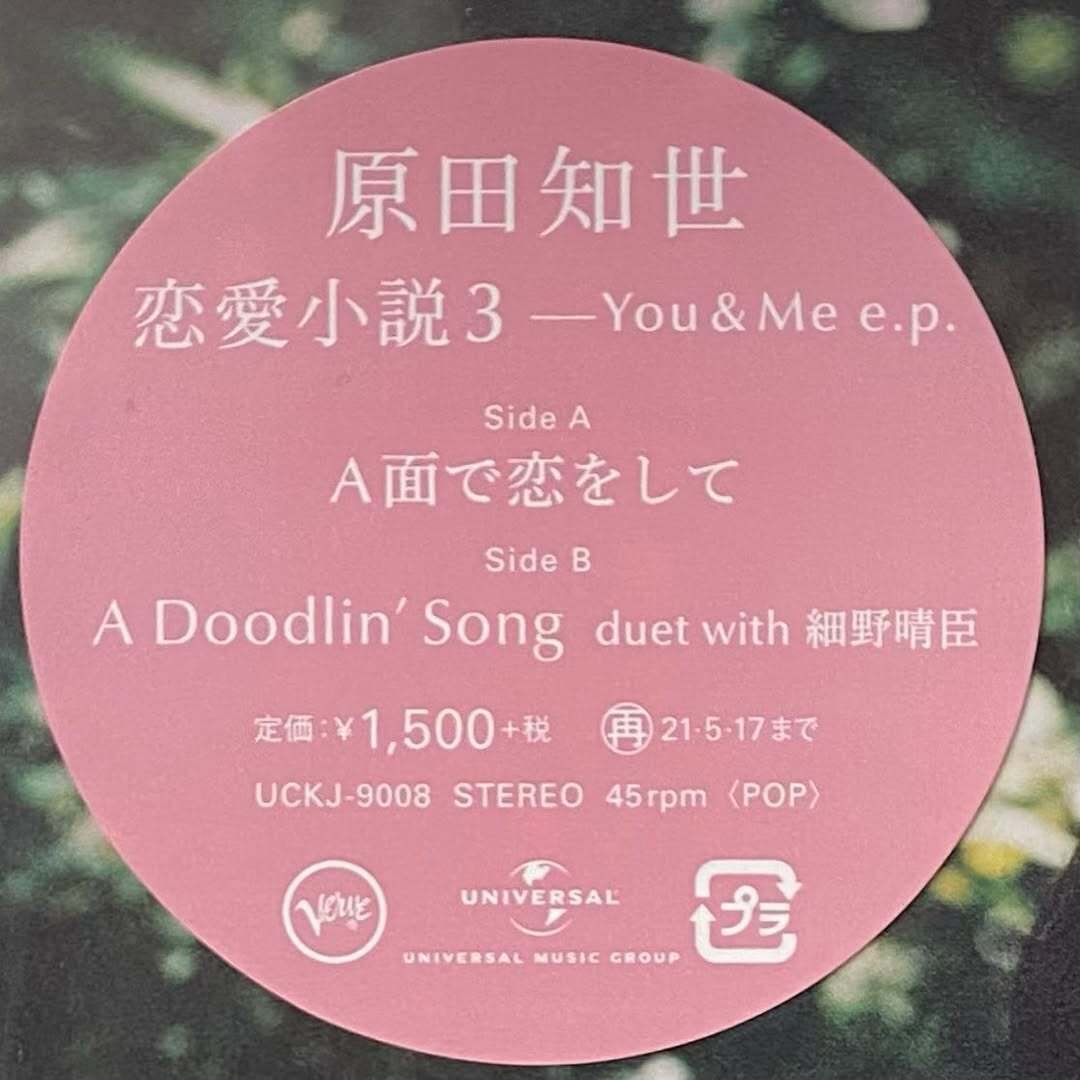 原田知世
恋愛小説3 —You & Me e.p.
Side A
A面で恋をして
Side B
A Doodlin' Song duet with 細野晴臣
定価:¥1,500+税 再 21·5·17まで
UCKJ-9008 STEREO 45rpm〈POP〉
VERVE
UNIVERSAL
UNIVERSAL MUSIC GROUP
プラ